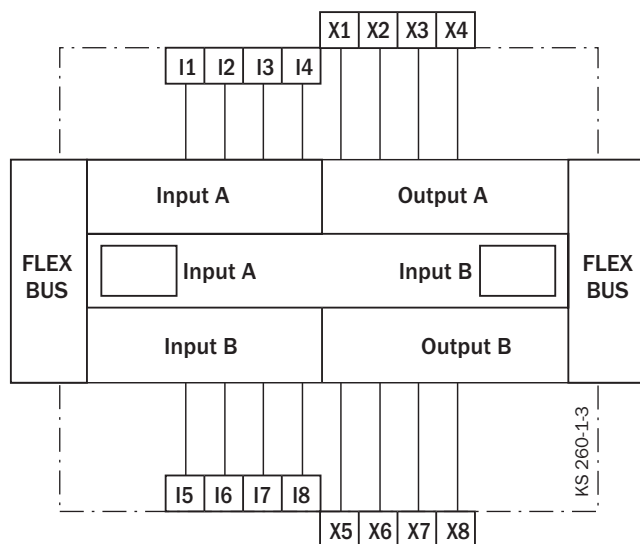 X1 X2 X3 X4
I1 I2 I3 I4
Input A Output A
FLEX
BUS
Input A Input B
FLEX
BUS
Input B Output B
KS 260-1-3
I5 I6 I7 I8
X5 X6 X7 X8